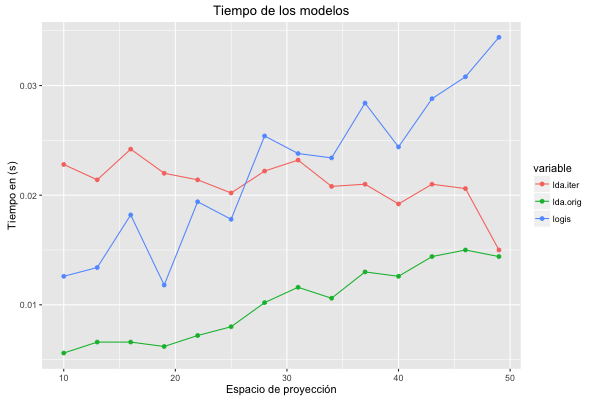 Tiempo de los modelos
Tiempo en (s)
0.03
0.02
0.01
10
20
30
40
50
Espacio de proyección
variable
lda.iter
lda.orig
logis